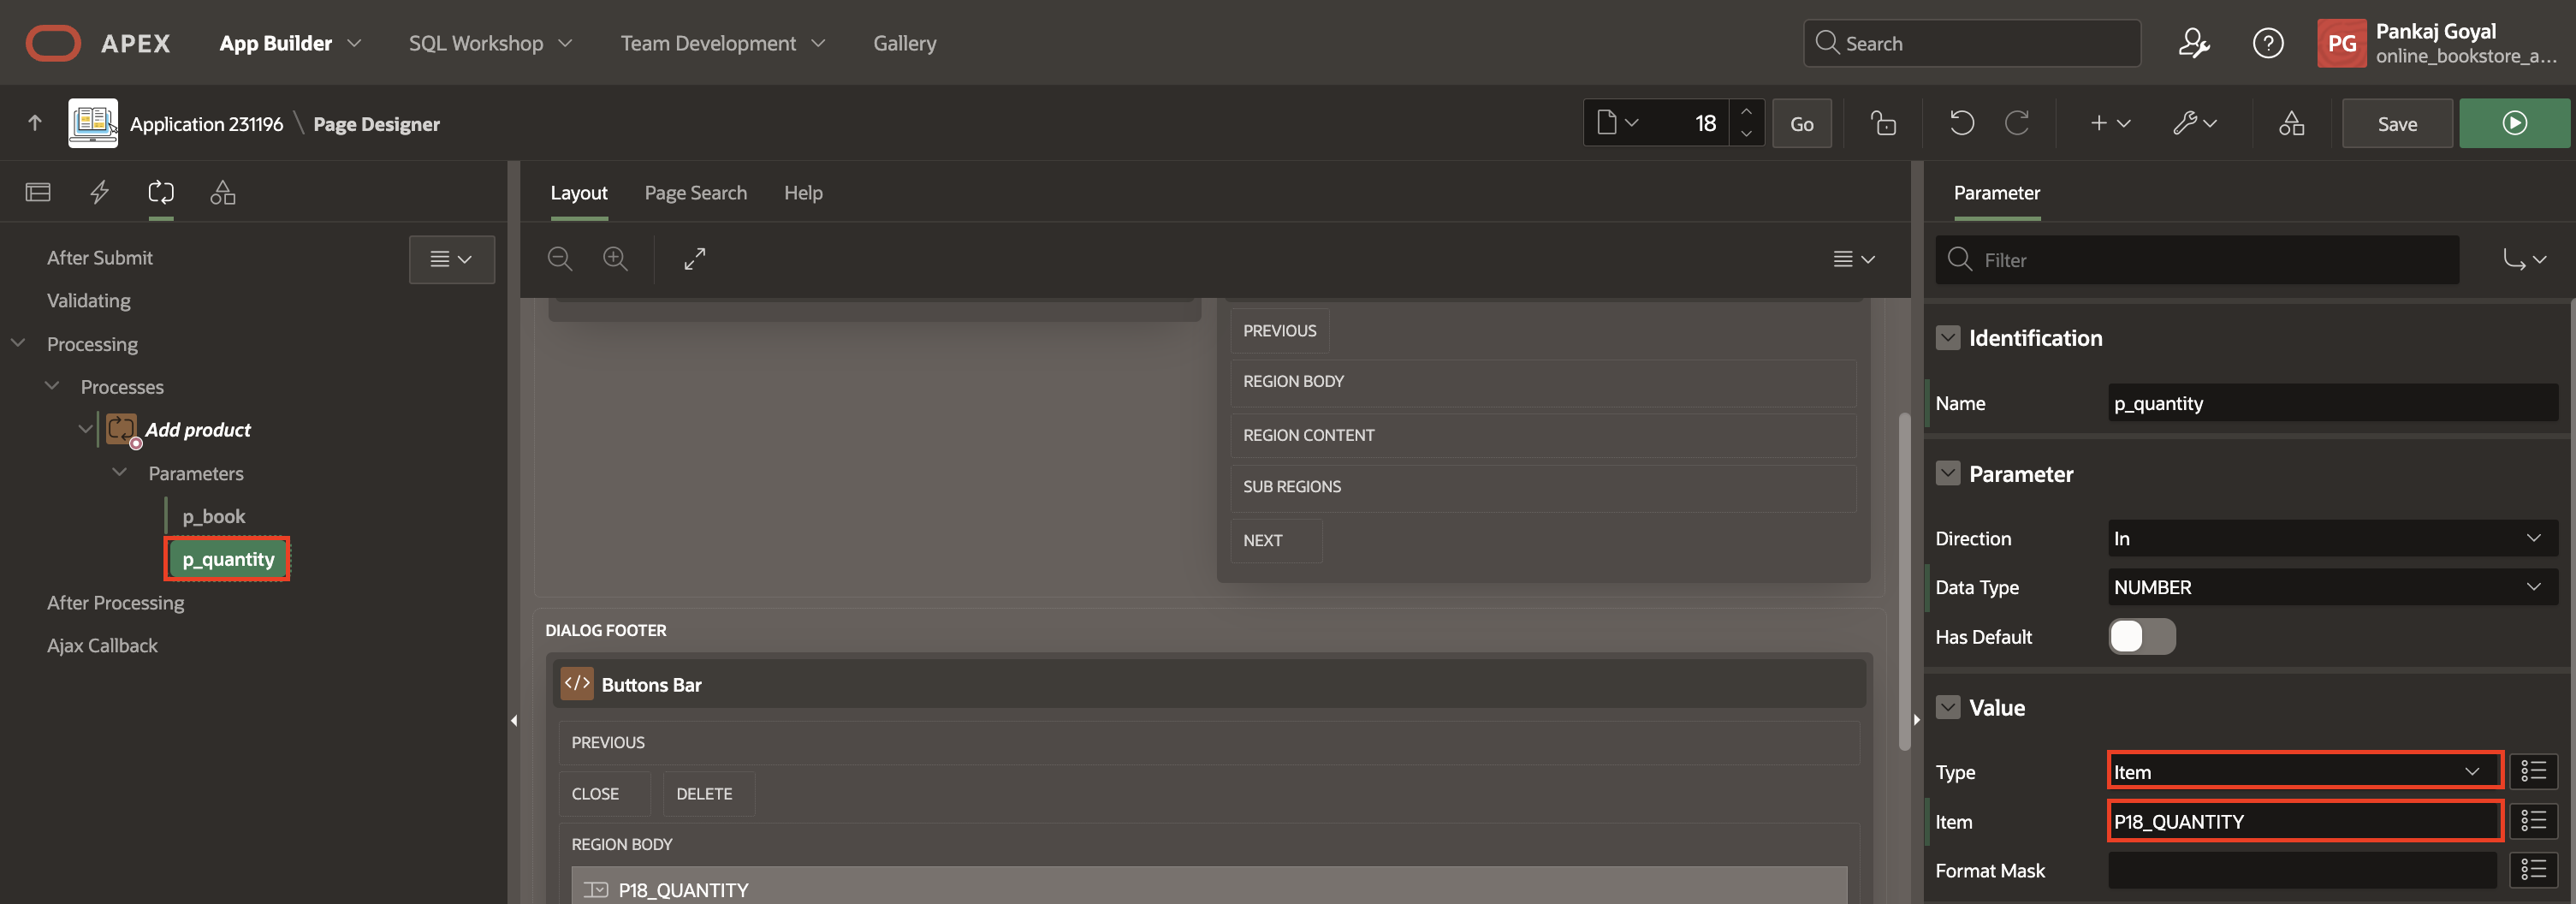 APEX
App Builder
SQL Workshop
Team Development
Gallery
Search
?
PG
Pankaj Goyal
online_bookstore_a...
Application 231196 \ Page Designer
18
Go
Save
Layout
Page Search
Help
Parameter
After Submit
Validating
Processing
Processes
Add product
Parameters
p_book
p_quantity
After Processing
Ajax Callback
PREVIOUS
REGION BODY
REGION CONTENT
SUB REGIONS
NEXT
DIALOG FOOTER
</> Buttons Bar
PREVIOUS
CLOSE
DELETE
REGION BODY
P18_QUANTITY
Filter
Identification
Name
p_quantity
Parameter
Direction
In
Data Type
NUMBER
Has Default
Value
Type
Item
Item
P18_QUANTITY
Format Mask